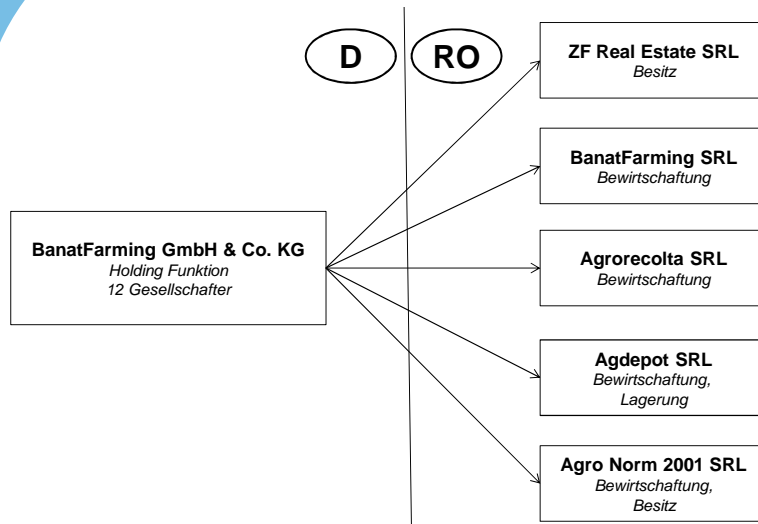 D
RO
ZF Real Estate SRL
Besitz
BanatFarming SRL
Bewirtschaftung
BanatFarming GmbH & Co. KG
Holding Funktion
12 Gesellschafter
Agrorecolta SRL
Bewirtschaftung
Agdepot SRL
Bewirtschaftung,
Lagerung
Agro Norm 2001 SRL
Bewirtschaftung,
Besitz